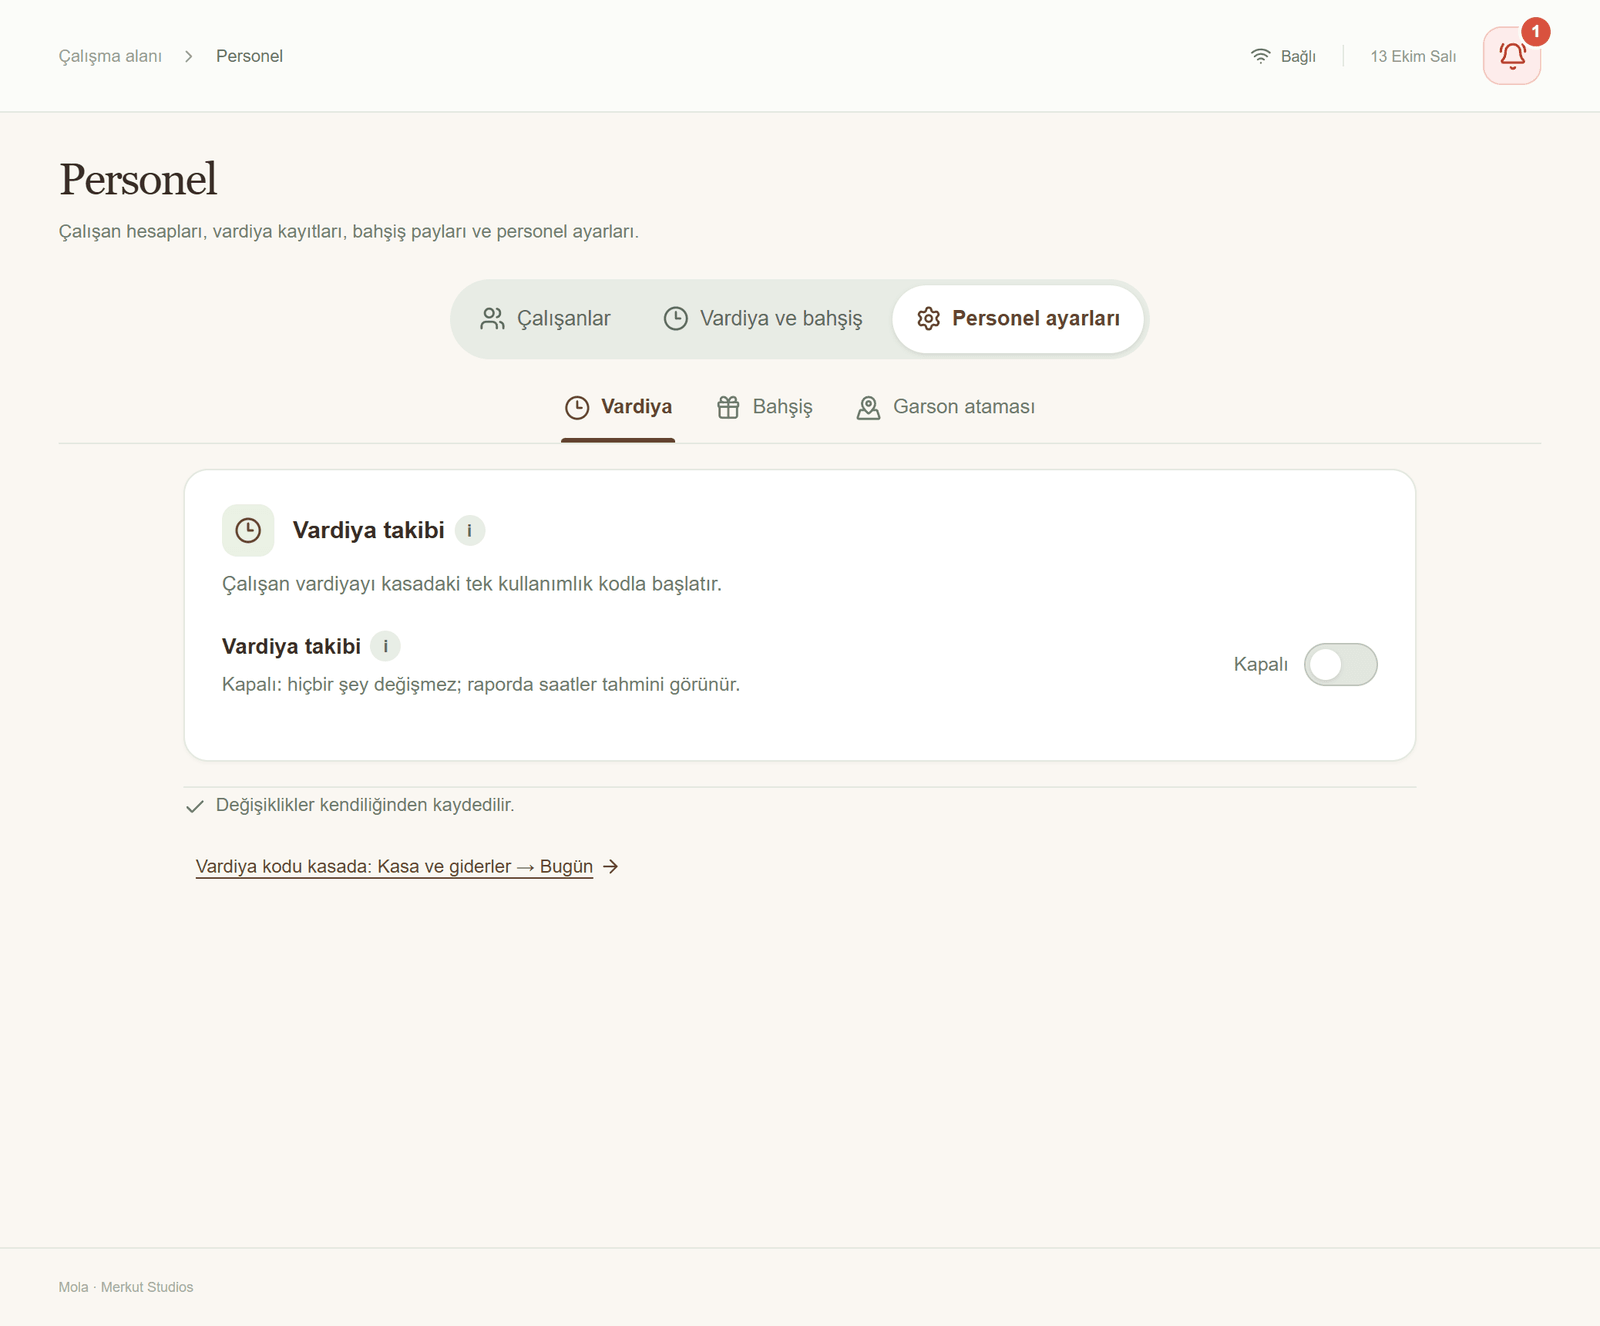 Çalışma alanı
Personel
Bağlı
13 Ekim Salı
1
Personel
Çalışan hesapları, vardiya kayıtları, bahşiş payları ve personel ayarları.
Çalışanlar
Vardiya ve bahşiş
Personel ayarları
Vardiya
Bahşiş
Garson ataması
Vardiya takibi i
Çalışan vardiyayı kasadaki tek kullanımlık kodla başlatır.
Vardiya takibi i
Kapalı: hiçbir şey değişmez; raporda saatler tahmini görünür.
Kapalı
Değişiklikler kendiliğinden kaydedilir.
Vardiya kodu kasada: Kasa ve giderler → Bugün →
Mola · Merkut Studios